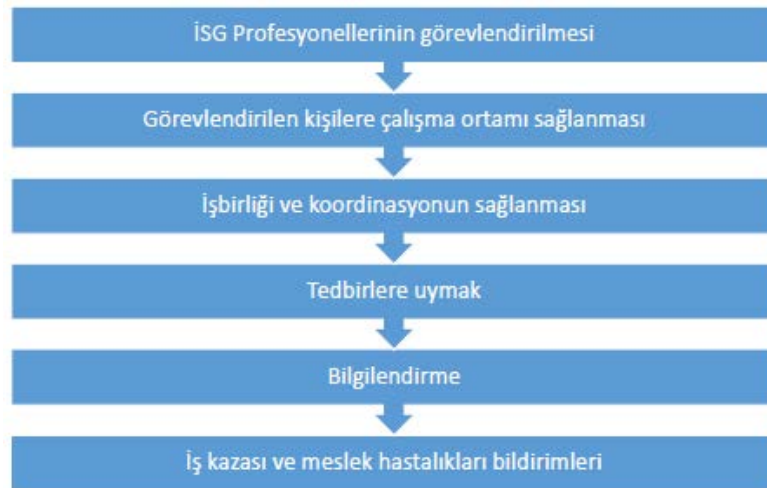 İSG Profesyonellerinin görevlendirilmesi
Görevlendirilen kişilere çalışma ortamı sağlanması
İşbirliği ve koordinasyonun sağlanması
Tedbirlere uymak
Bilgilendirme
İş kazası ve meslek hastalıkları bildirimleri